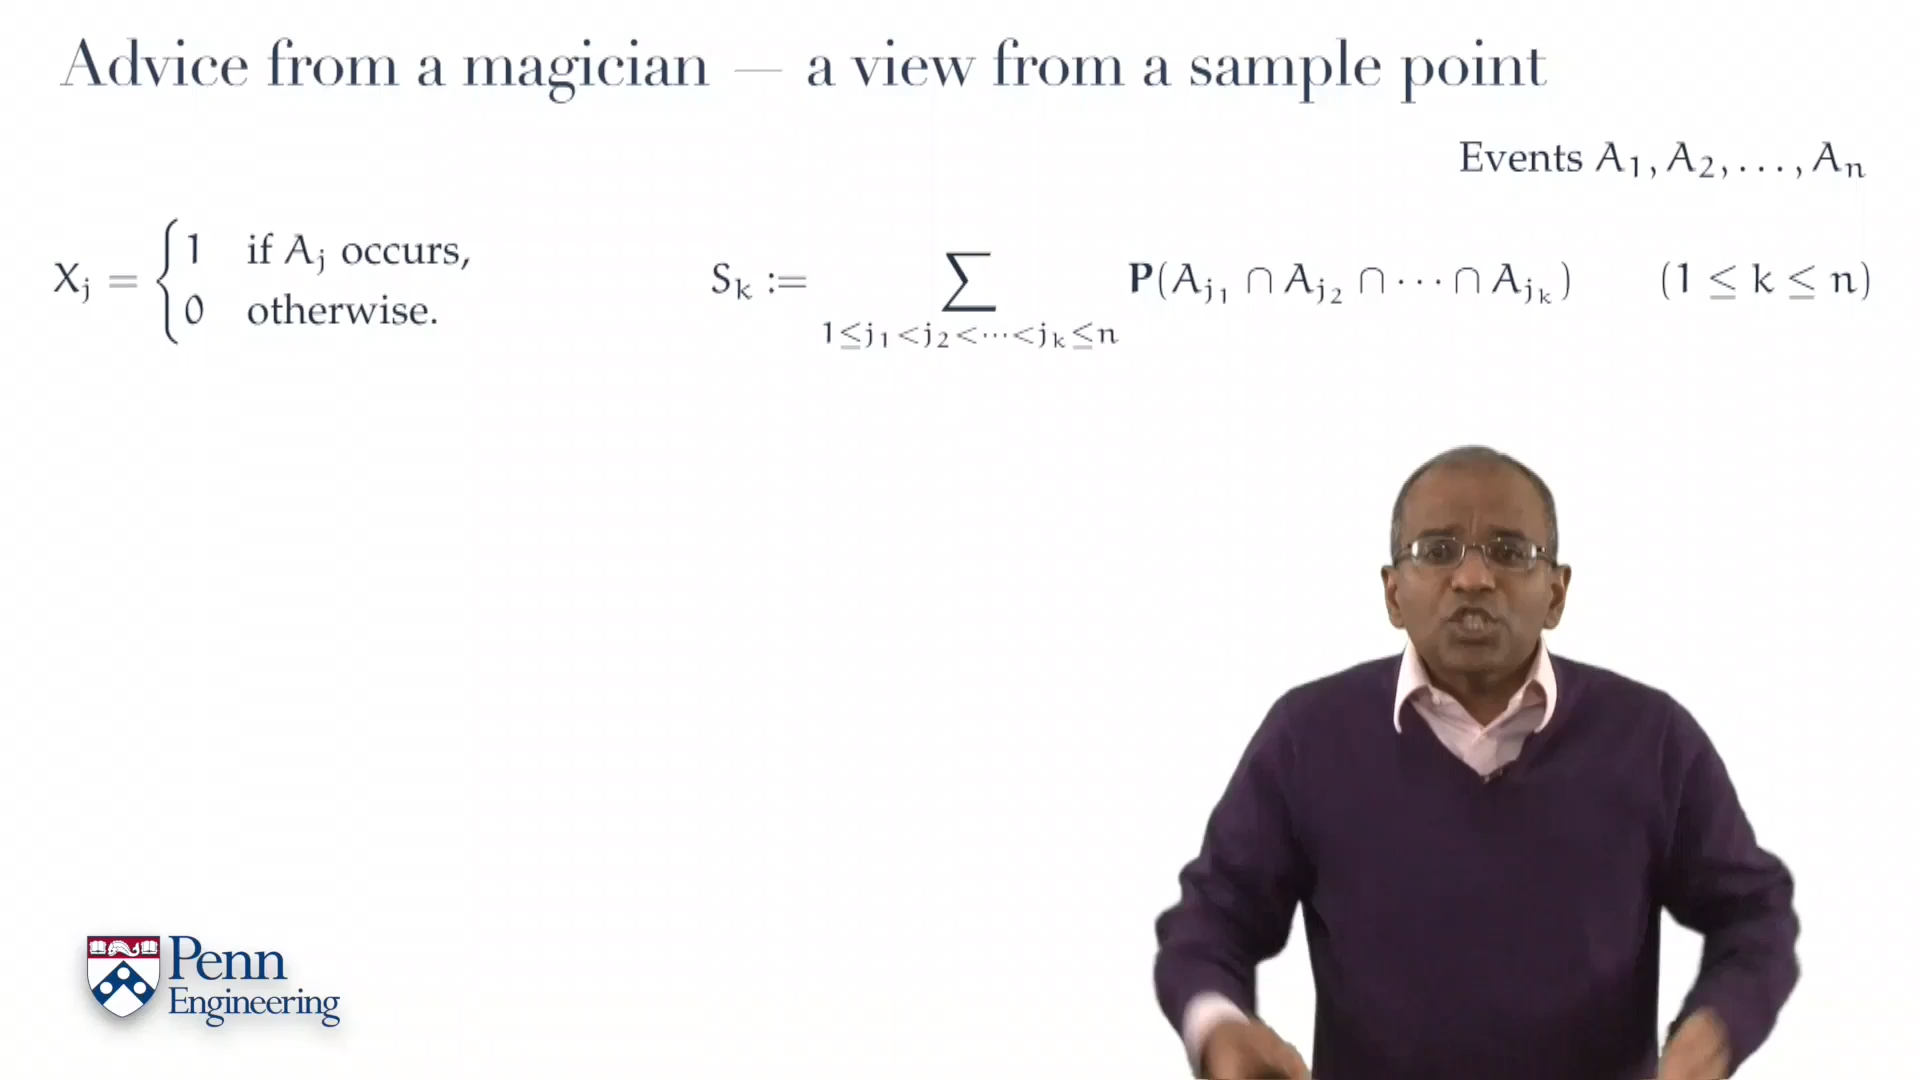 Advice from a magician — a view from a sample point
Events A₁, A₂, . . . , Aₙ
Xⱼ = { 1 if Aⱼ occurs,
0 otherwise.
Sₖ := ∑ P(Aⱼ₁ ∩ Aⱼ₂ ∩ · · · ∩ Aⱼₖ) (1 ≤ k ≤ n)
1≤j₁<j₂<···<jₖ≤n
Penn
Engineering